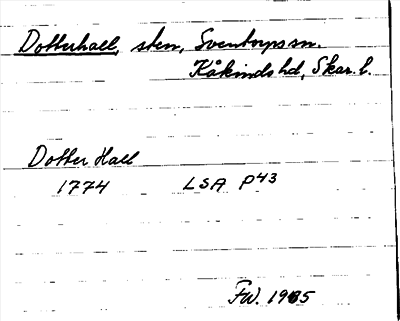 Dotterhall, sten, Sventorps sn.
Kåkinds hd, Skar. l.
Dotter Hall
1774 LSA P43
FW. 1985